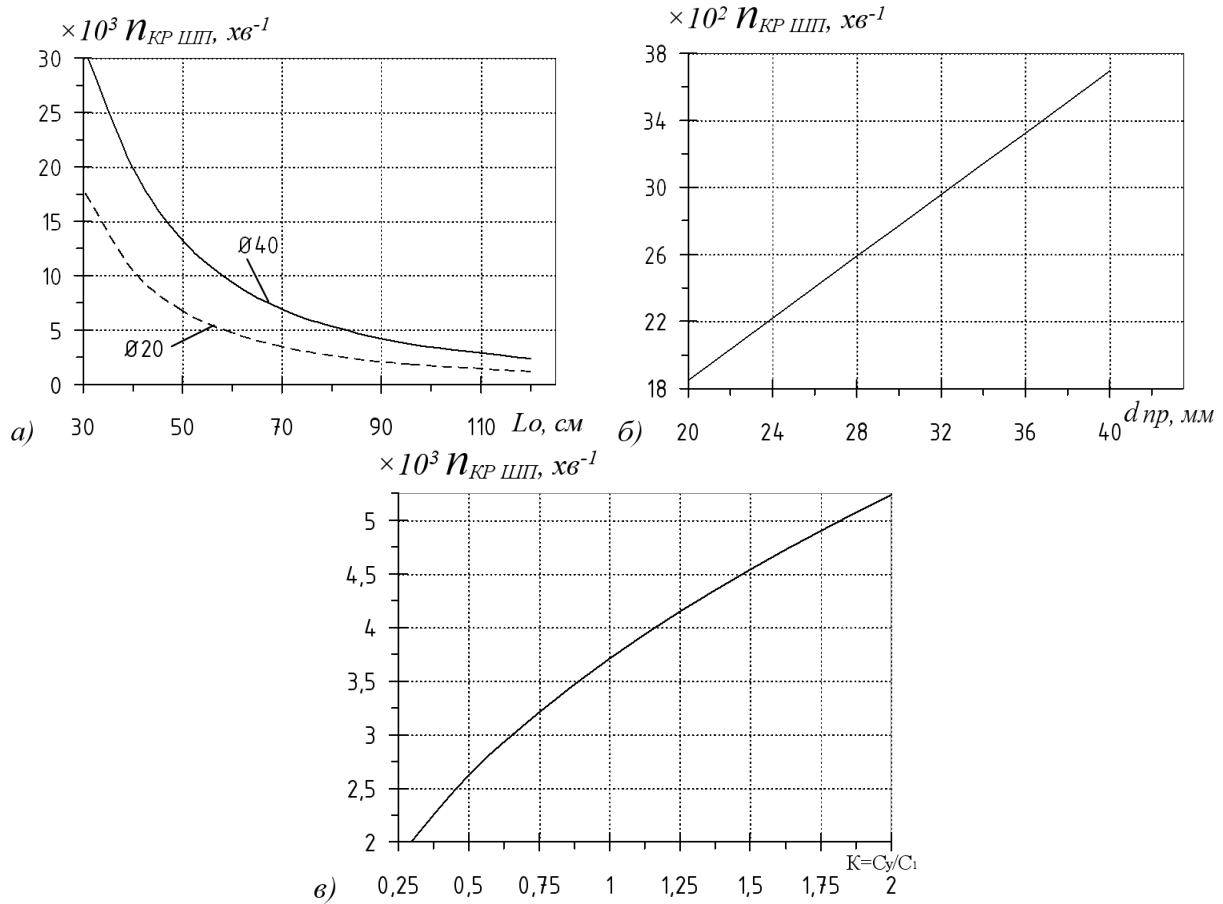 ×10³ n КР ШП, хв⁻¹
30
25
20
15
10
5
0
Ø40
Ø20
а) 30 50 70 90 110 Lo, см
×10² n КР ШП, хв⁻¹
38
34
30
26
22
18
б) 20 24 28 32 36 40 d пр, мм
×10³ n КР ШП, хв⁻¹
5
4,5
4
3,5
3
2,5
2
К=Су/С₁
в) 0,25 0,5 0,75 1 1,25 1,5 1,75 2